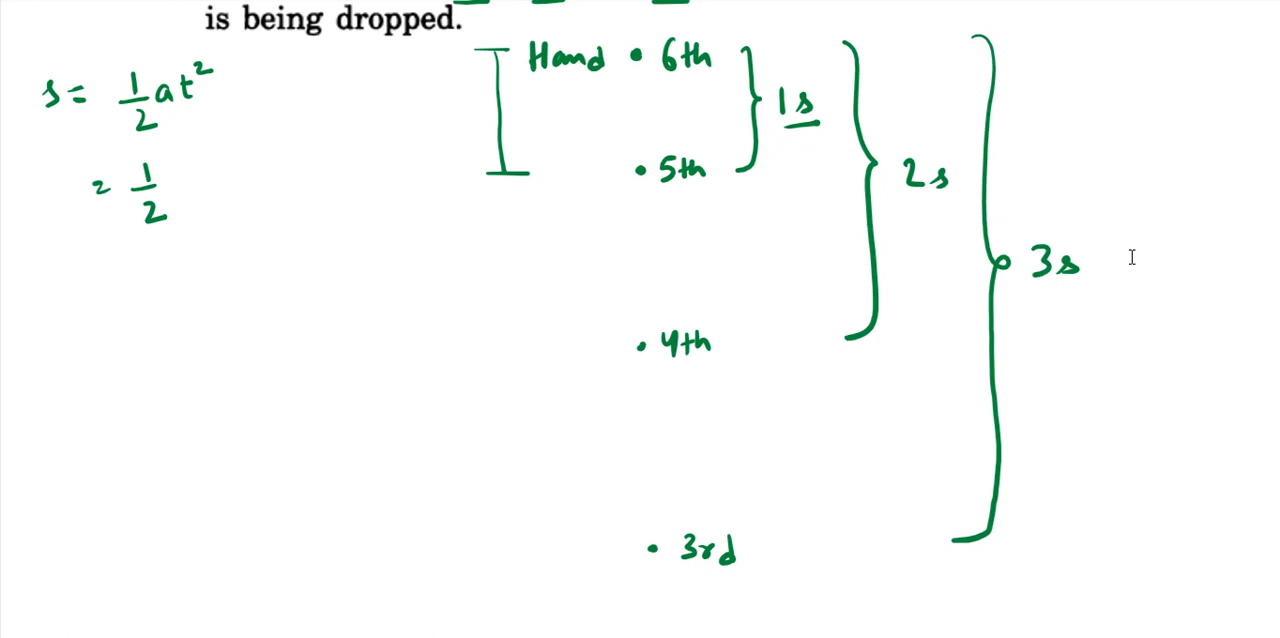 is being dropped.
Hand • 6th
s = 1/2 at²
1s
• 5th
2s
= 1/2
3s
• 4th
• 3rd